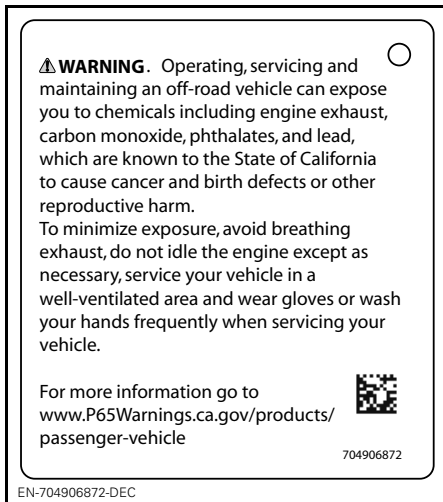 ⚠ WARNING. Operating, servicing and
maintaining an off-road vehicle can expose
you to chemicals including engine exhaust,
carbon monoxide, phthalates, and lead,
which are known to the State of California
to cause cancer and birth defects or other
reproductive harm.
To minimize exposure, avoid breathing
exhaust, do not idle the engine except as
necessary, service your vehicle in a
well-ventilated area and wear gloves or wash
your hands frequently when servicing your
vehicle.
For more information go to
www.P65Warnings.ca.gov/products/
passenger-vehicle
704906872
EN-704906872-DEC